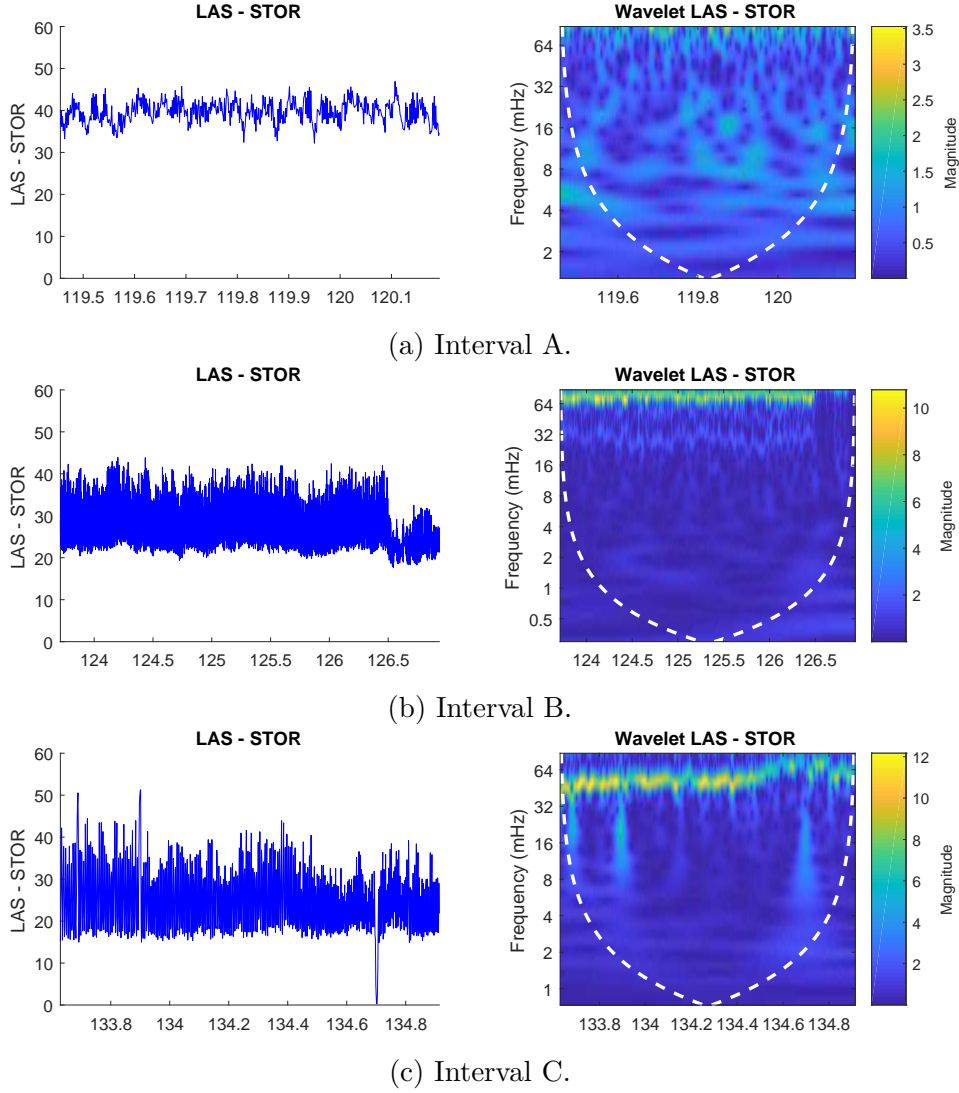 LAS - STOR
Wavelet LAS - STOR
60
50
40
30
20
10
0
LAS - STOR
119.5 119.6 119.7 119.8 119.9 120 120.1
64
32
16
8
4
2
Frequency (mHz)
119.6 119.8 120
3.5
3
2.5
2
1.5
1
0.5
Magnitude
(a) Interval A.
LAS - STOR
Wavelet LAS - STOR
60
50
40
30
20
10
0
LAS - STOR
124 124.5 125 125.5 126 126.5
64
32
16
8
4
2
1
0.5
Frequency (mHz)
124 124.5 125 125.5 126 126.5
10
8
6
4
2
Magnitude
(b) Interval B.
LAS - STOR
Wavelet LAS - STOR
60
50
40
30
20
10
0
LAS - STOR
133.8 134 134.2 134.4 134.6 134.8
64
32
16
8
4
2
1
Frequency (mHz)
133.8 134 134.2 134.4 134.6 134.8
12
10
8
6
4
2
Magnitude
(c) Interval C.